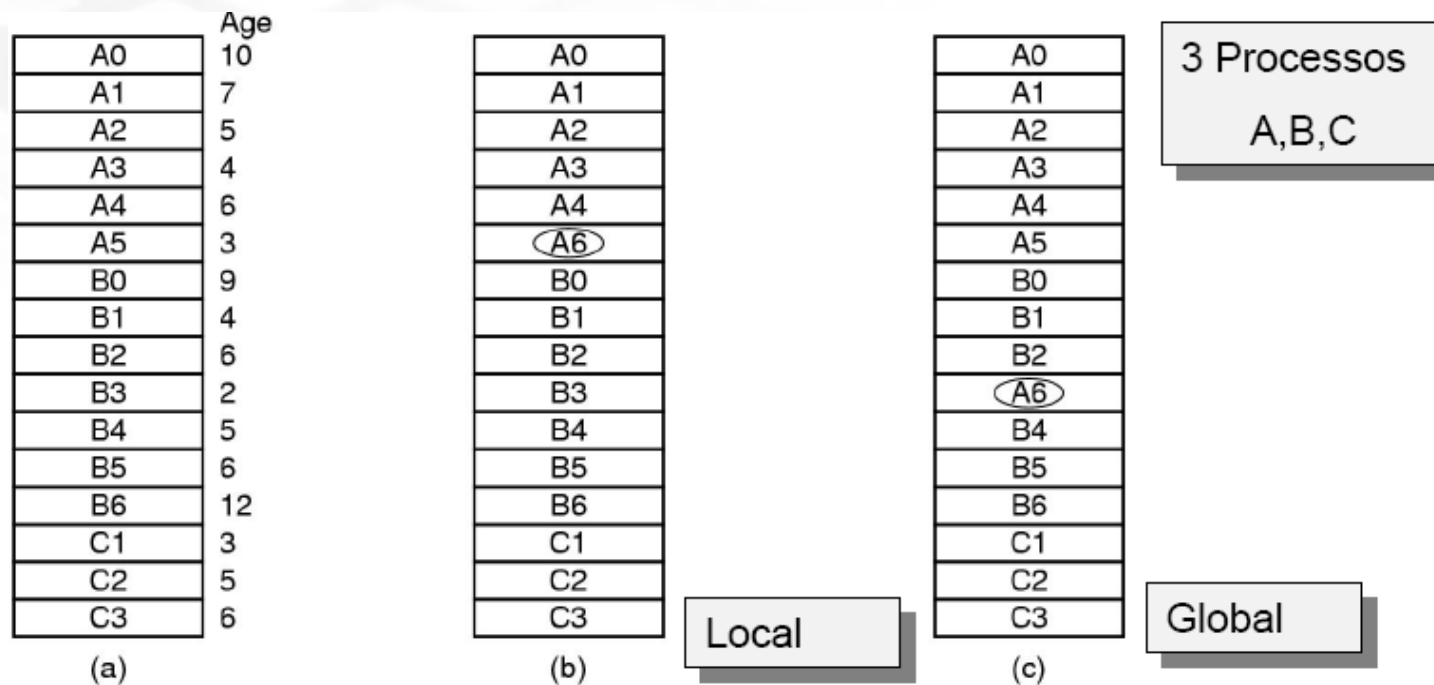 Age
A0 10 A0 A0
A1 7 A1 A1
A2 5 A2 A2
A3 4 A3 A3
A4 6 A4 A4
A5 3 A6 A5
B0 9 B0 B0
B1 4 B1 B1
B2 6 B2 B2
B3 2 B3 A6
B4 5 B4 B4
B5 6 B5 B5
B6 12 B6 B6
C1 3 C1 C1
C2 5 C2 C2
C3 6 C3 C3
(a) (b) (c)
3 Processos
A,B,C
Local
Global